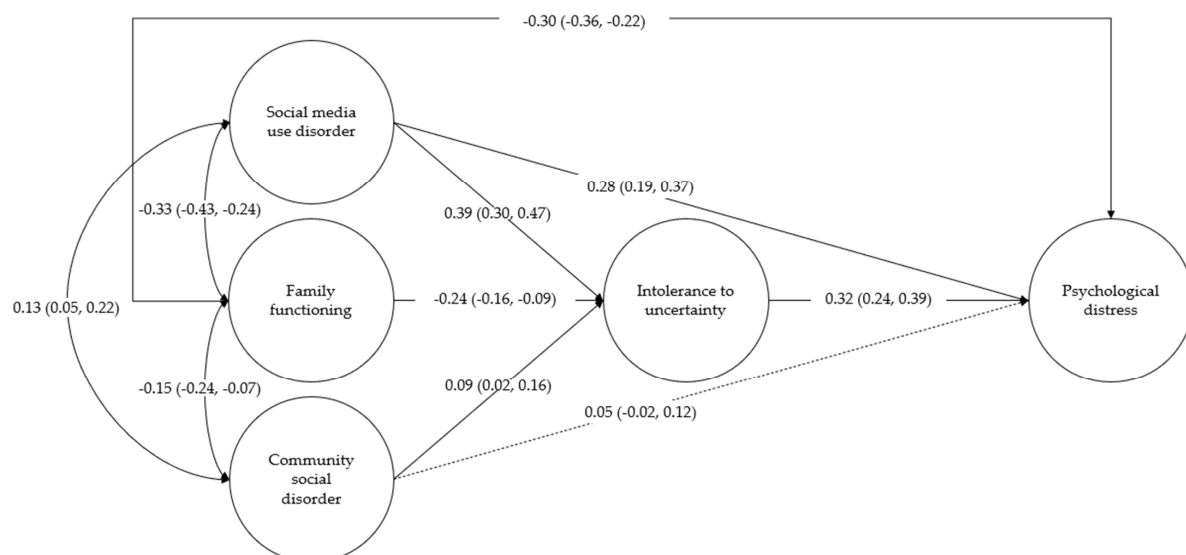 -0.30 (-0.36, -0.22)
Social media
use disorder
0.28 (0.19, 0.37)
-0.33 (-0.43, -0.24)
0.39 (0.30, 0.47)
Family
functioning
-0.24 (-0.16, -0.09)
Intolerance to
uncertainty
0.32 (0.24, 0.39)
Psychological
distress
0.13 (0.05, 0.22)
-0.15 (-0.24, -0.07)
0.09 (0.02, 0.16)
0.05 (-0.02, 0.12)
Community
social
disorder